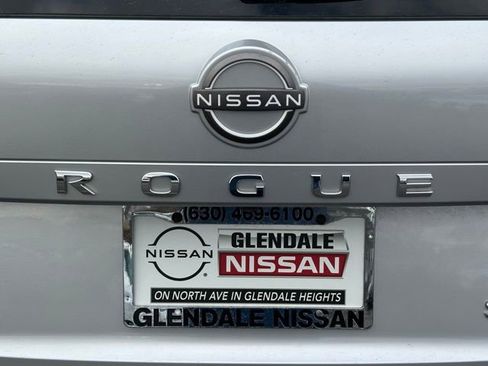 NISSAN
ROGUE
(630) 469-6100
NISSAN
GLENDALE
NISSAN
ON NORTH AVE IN GLENDALE HEIGHTS
GLENDALE NISSAN